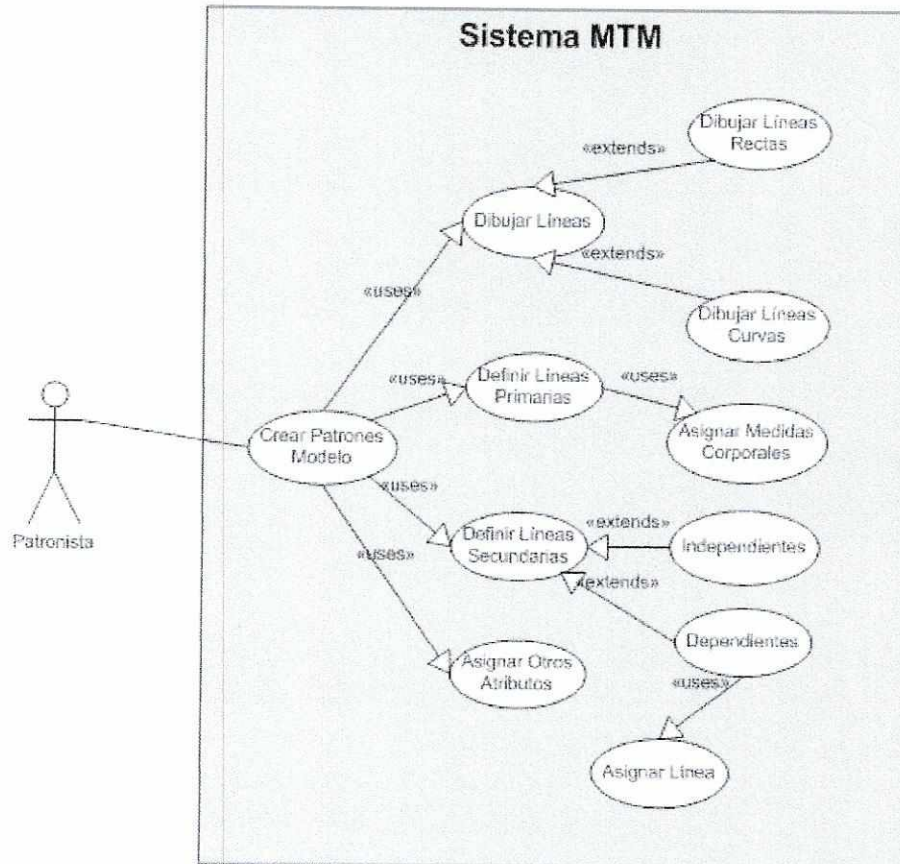 Sistema MTM
Dibujar Líneas
Rectas
«extends»
Dibujar Líneas
«extends»
«uses»
Dibujar Líneas
Curvas
«uses»
Definir Líneas
Primarias
«uses»
Crear Patrones
Modelo
Asignar Medidas
Corporales
«uses»
«extends»
Definir Líneas
Secundarias
Independientes
Patronista
«uses»
«extends»
Dependientes
Asignar Otros
Atributos
«uses»
Asignar Línea